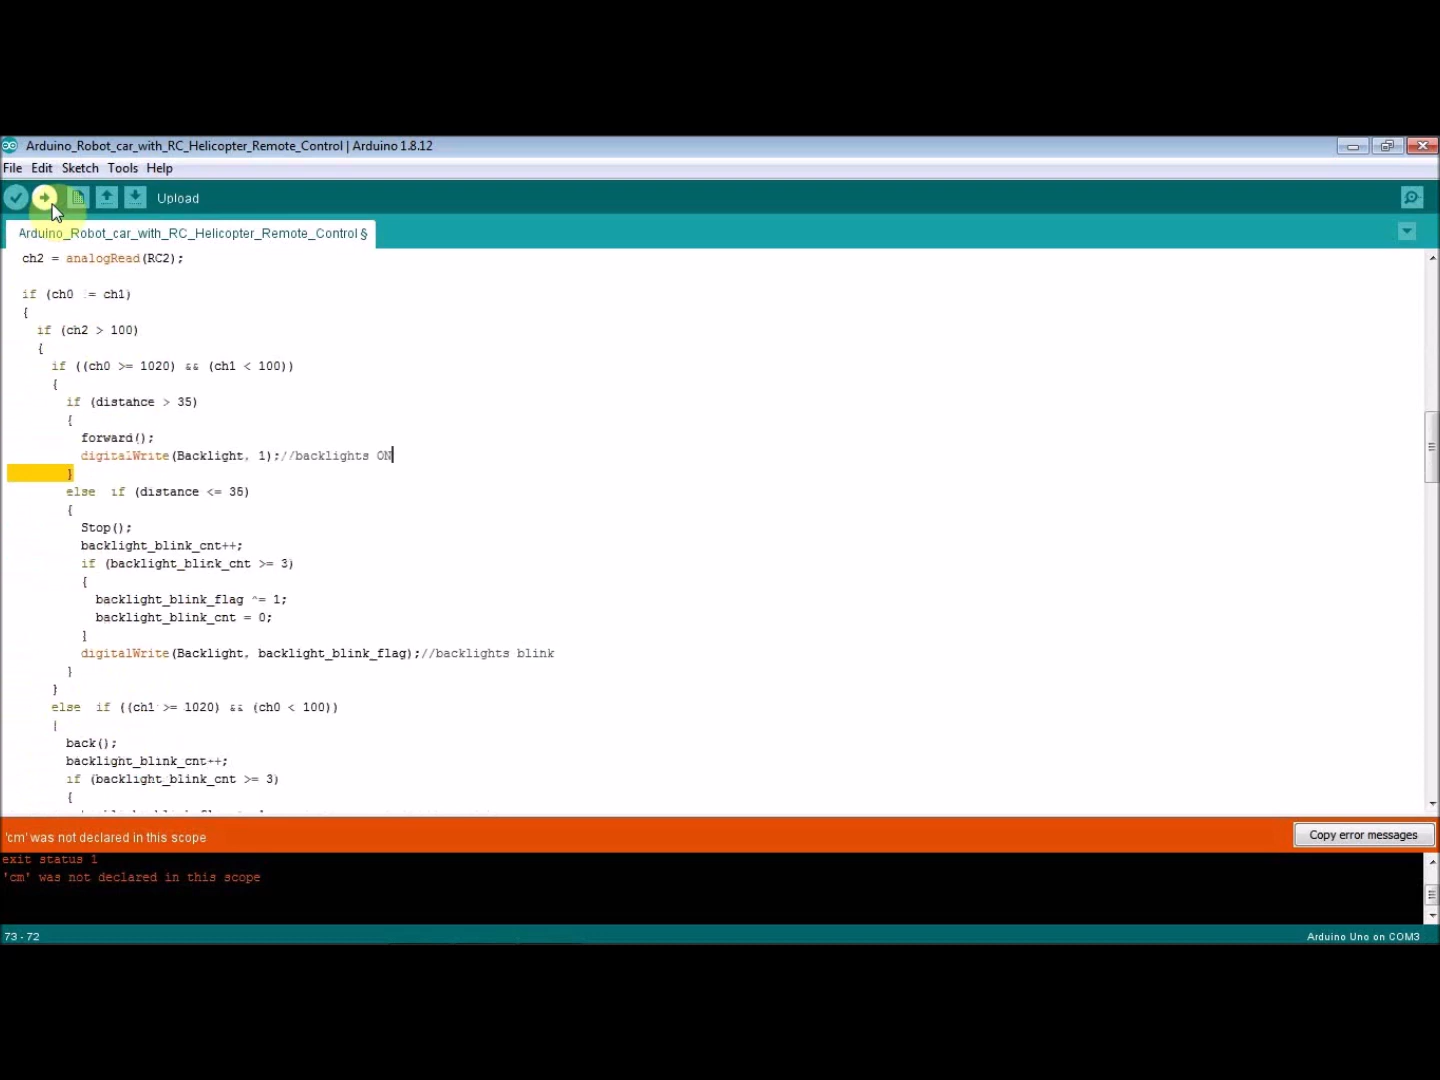 Arduino_Robot_car_with_RC_Helicopter_Remote_Control | Arduino 1.8.12
File Edit Sketch Tools Help
Upload
Arduino_Robot_car_with_RC_Helicopter_Remote_Control §
ch2 = analogRead(RC2);
if (ch0 != ch1)
{
if (ch2 > 100)
{
if ((ch0 >= 1020) && (ch1 < 100))
{
if (distance > 35)
{
forward();
digitalWrite(Backlight, 1);//backlights ON
}
else if (distance <= 35)
{
Stop();
backlight_blink_cnt++;
if (backlight_blink_cnt >= 3)
{
backlight_blink_flag ^= 1;
backlight_blink_cnt = 0;
}
digitalWrite(Backlight, backlight_blink_flag);//backlights blink
}
}
else if ((ch1 >= 1020) && (ch0 < 100))
{
back();
backlight_blink_cnt++;
if (backlight_blink_cnt >= 3)
{
'cm' was not declared in this scope
Copy error messages
exit status 1
'cm' was not declared in this scope
73 - 72
Arduino Uno on COM3